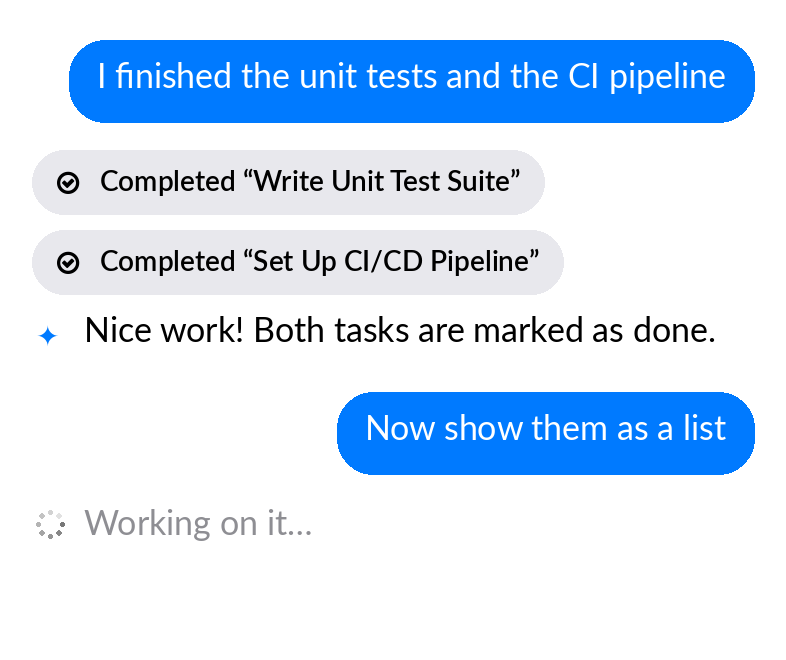 I finished the unit tests and the CI pipeline
Completed “Write Unit Test Suite”
Completed “Set Up CI/CD Pipeline”
Nice work! Both tasks are marked as done.
Now show them as a list
Working on it...